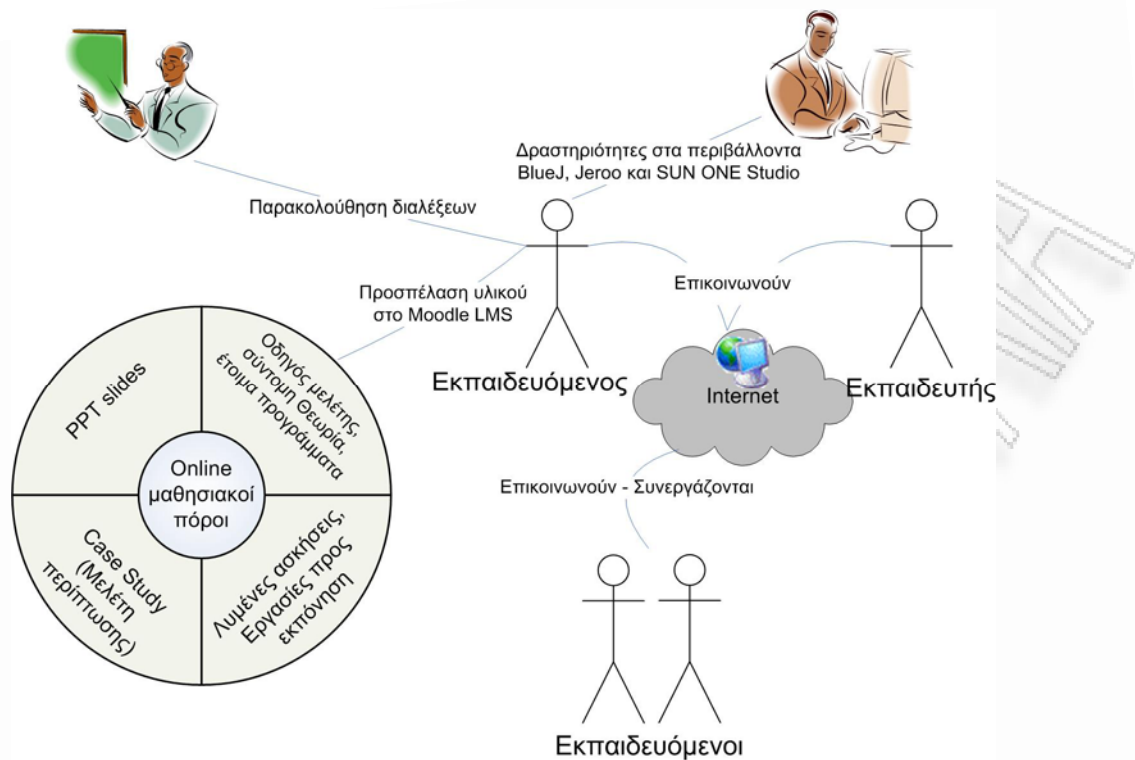 Δραστηριότητες στα περιβάλλοντα
BlueJ, Jeroo και SUN ONE Studio
Παρακολούθηση διαλέξεων
Προσπέλαση υλικού
στο Moodle LMS
Επικοινωνούν
Εκπαιδευόμενος
Internet
Εκπαιδευτής
PPT slides
Οδηγός μελέτης,
σύντομη Θεωρία,
έτοιμα προγράμματα
Online
μαθησιακοί
πόροι
Case Study
(Μελέτη
περίπτωσης)
Λυμένες ασκήσεις,
Εργασίες προς
εκπόνηση
Επικοινωνούν - Συνεργάζονται
Εκπαιδευόμενοι